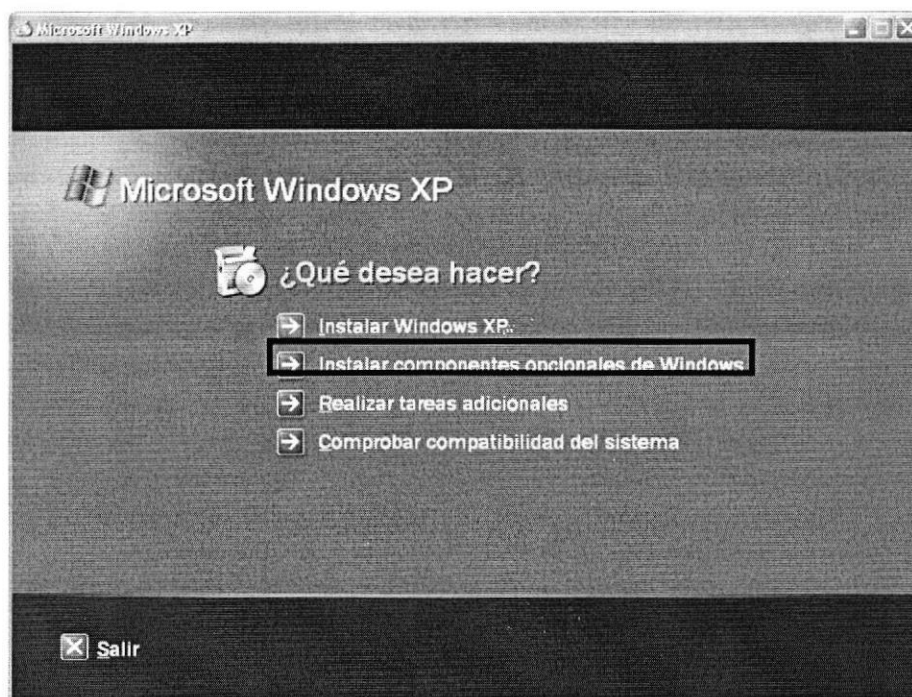 Microsoft Windows XP
Microsoft Windows XP
¿Qué desea hacer?
Instalar Windows XP
Instalar componentes opcionales de Windows
Realizar tareas adicionales
Comprobar compatibilidad del sistema
Salir